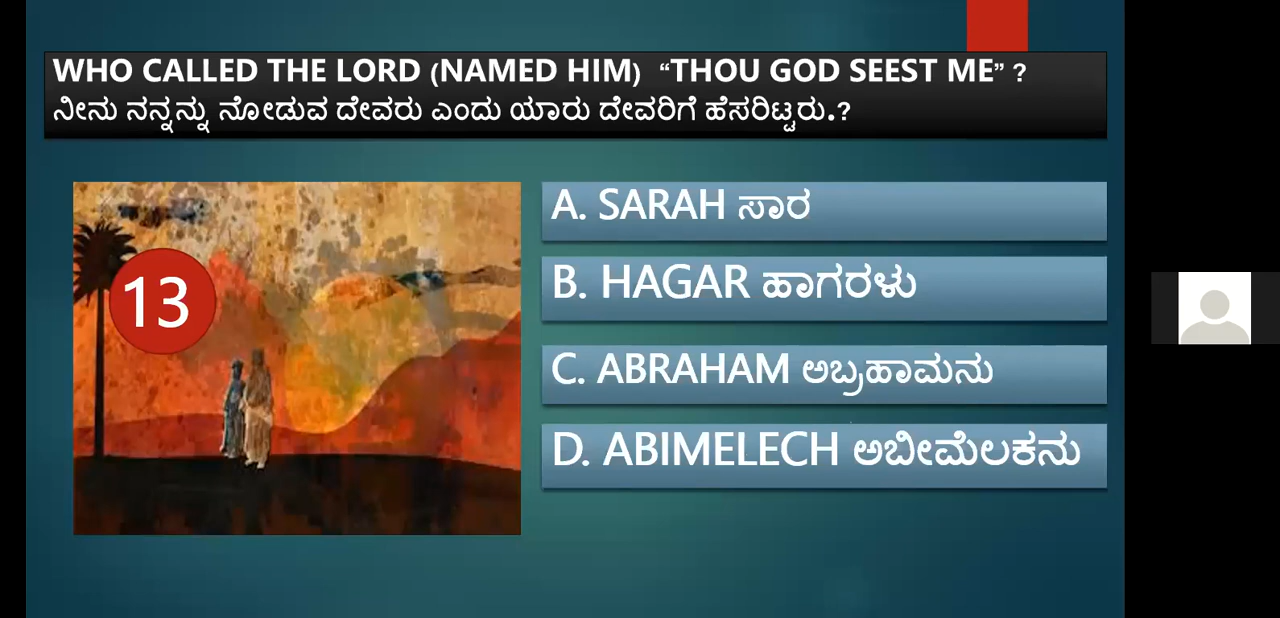 WHO CALLED THE LORD (NAMED HIM) “THOU GOD SEEST ME” ?
ನೀನು ನನ್ನನ್ನು ನೋಡುವ ದೇವರು ಎಂದು ಯಾರು ದೇವರಿಗೆ ಹೆಸರಿಟ್ಟರು.?
13
A. SARAH ಸಾರ
B. HAGAR ಹಾಗರಳು
C. ABRAHAM ಅಬ್ರಹಾಮನು
D. ABIMELECH ಅಬೀಮೆಲಕನು